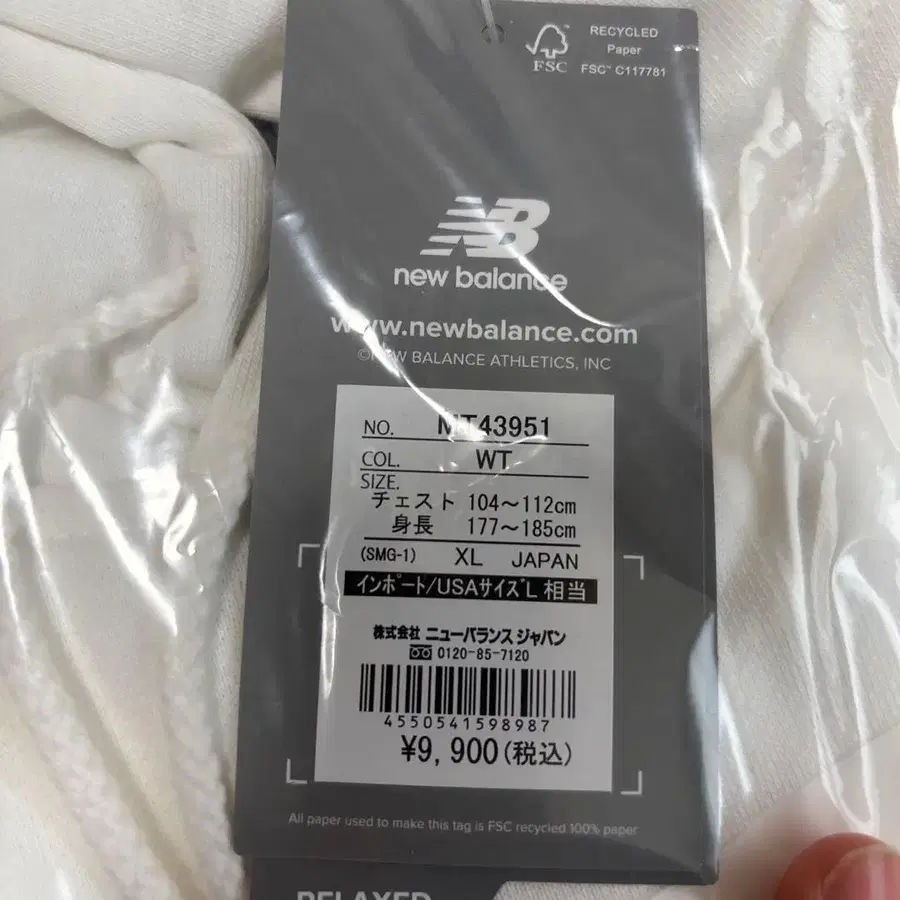 RECYCLED
Paper
FSC
FSC™ C117781
NB
new balance
www.newbalance.com
©NEW BALANCE ATHLETICS, INC
NO. MT43951
COL. WT
SIZE.
チェスト 104～112cm
身長 177～185cm
(SMG-1) XL JAPAN
インポート/USAサイズL 相当
株式会社 ニューバランス ジャパン
0120-85-7120
4550541598987
¥9,900(税込)
All paper used to make this tag is FSC recycled 100% paper
RELAXED